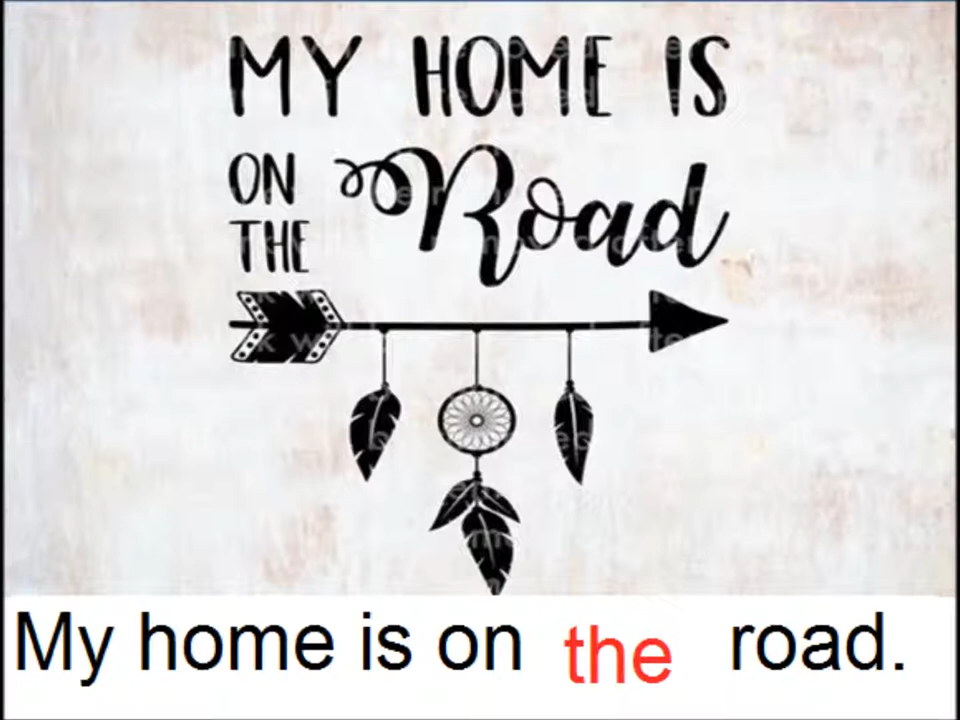 MY HOME IS
ON
THE
Road
My home is on the road.